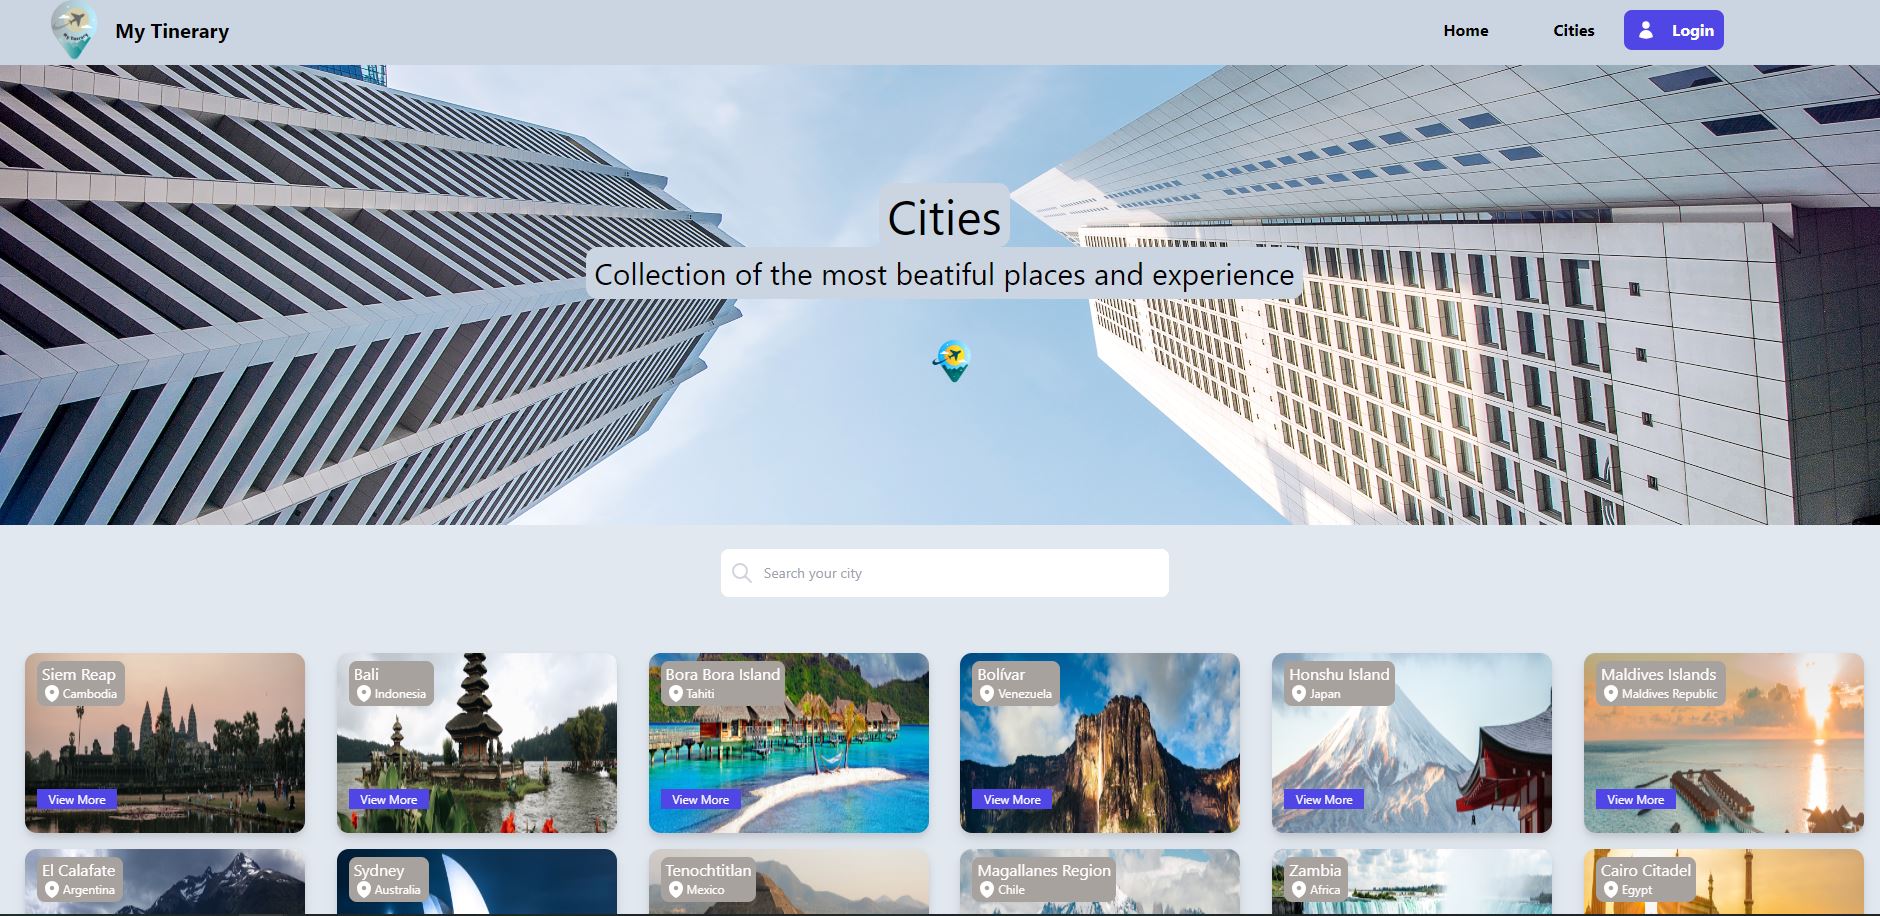 My Tinerary
Home
Cities
Login
Cities
Collection of the most beatiful places and experience
Search your city
Siem Reap
Cambodia
View More
Bali
Indonesia
View More
Bora Bora Island
Tahiti
View More
Bolívar
Venezuela
View More
Honshu Island
Japan
View More
Maldives Islands
Maldives Republic
View More
El Calafate
Argentina
Sydney
Australia
Tenochtitlan
Mexico
Magallanes Region
Chile
Zambia
Africa
Cairo Citadel
Egypt